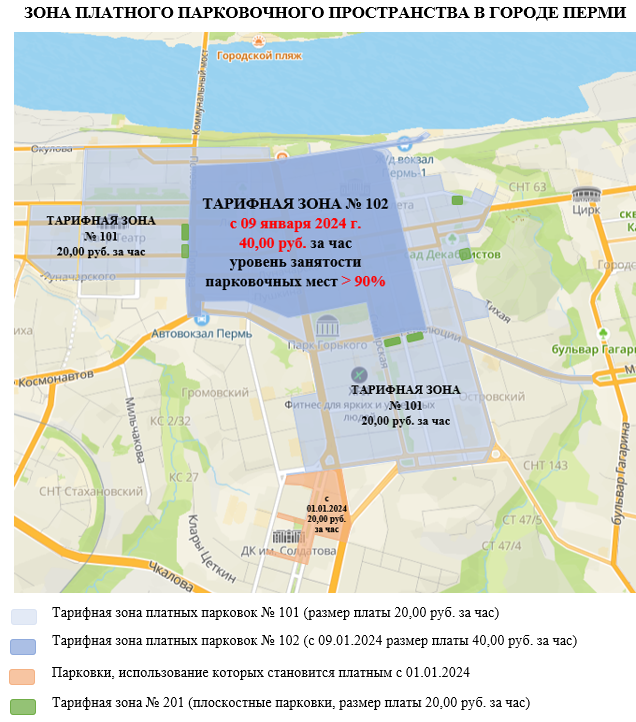 ЗОНА ПЛАТНОГО ПАРКОВОЧНОГО ПРОСТРАНСТВА В ГОРОДЕ ПЕРМИ
Городской пляж
Коммунальный мост
Окулова
ж/д вокзал
Пермь-1
СНТ 63
Цирк
ТАРИФНАЯ ЗОНА № 102
с 09 января 2024 г.
40,00 руб. за час
уровень занятости
парковочных мест > 90%
ТАРИФНАЯ ЗОНА
№ 101
20,00 руб. за час
Театр
Луначарского
сад Декабристов
Тихая
Автовокзал Пермь
Парк Горького
бульвар Гагарина
Космонавтов
ТАРИФНАЯ ЗОНА
№ 101
20,00 руб. за час
Громовский
Островский
Мильчакова
КС 2/32
КС 27
СНТ Стахановский
СНТ 143
с
01.01.2024
20,00 руб.
за час
СТ 47/5
СТ 47/4
ДК им. Солдатова
Клары Цеткин
Чкалова
бульвар Гагарина
Тарифная зона платных парковок № 101 (размер платы 20,00 руб. за час)
Тарифная зона платных парковок № 102 (с 09.01.2024 размер платы 40,00 руб. за час)
Парковки, использование которых становится платным с 01.01.2024
Тарифная зона № 201 (плоскостные парковки, размер платы 20,00 руб. за час)